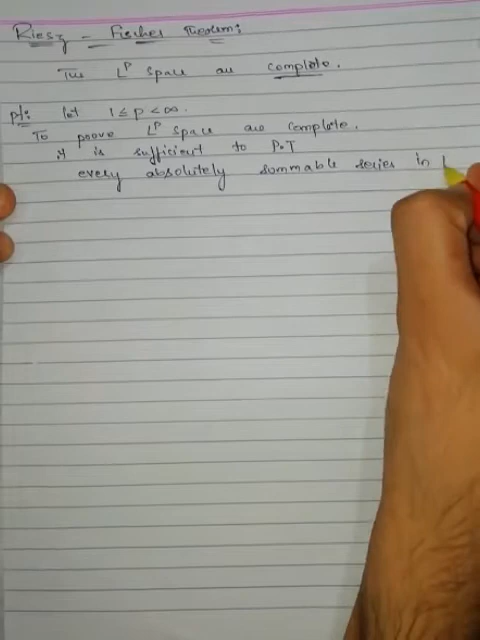 Riesz - Fischer Theorem:
The L^p space are complete.
pf:- let 1 ≤ p < ∞.
To prove L^p space are complete.
it is sufficient to P.T
every absolutely summable series in L